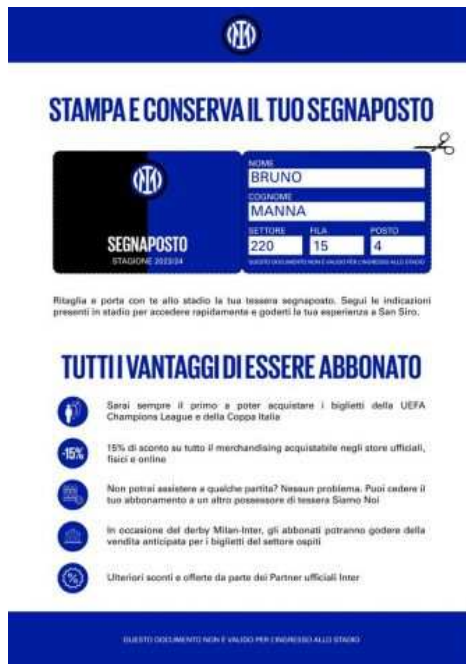 STAMPA E CONSERVA IL TUO SEGNAPOSTO
NOME
BRUNO
COGNOME
MANNA
SETTORE FILA POSTO
220 15 4
QUESTO DOCUMENTO NON È VALIDO PER L'INGRESSO ALLO STADIO
SEGNAPOSTO
STAGIONE 2023/24
Ritaglia e porta con te allo stadio la tua tessera segnaposto. Segui le indicazioni
presenti in stadio per accedere rapidamente e goderti la tua esperienza a San Siro.
TUTTI I VANTAGGI DI ESSERE ABBONATO
Sarai sempre il primo a poter acquistare i biglietti della UEFA
Champions League e della Coppa Italia
-15%
15% di sconto su tutto il merchandising acquistabile negli store ufficiali,
fisici e online
Non potrai assistere a qualche partita? Nessun problema. Puoi cedere il
tuo abbonamento a un altro possessore di tessera Siamo Noi
In occasione del derby Milan-Inter, gli abbonati potranno godere della
vendita anticipata per i biglietti del settore ospiti
Ulteriori sconti e offerte da parte dei Partner ufficiali Inter
QUESTO DOCUMENTO NON È VALIDO PER L'INGRESSO ALLO STADIO